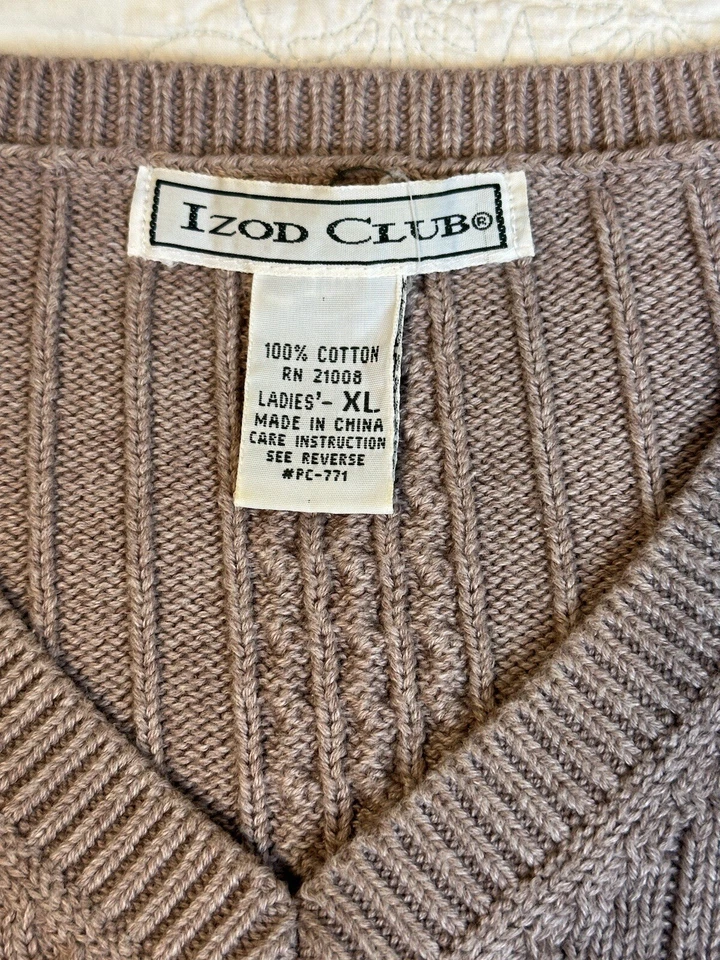 IZOD CLUB®
100% COTTON
RN 21008
LADIES'- XL
MADE IN CHINA
CARE INSTRUCTION
SEE REVERSE
#PC-771